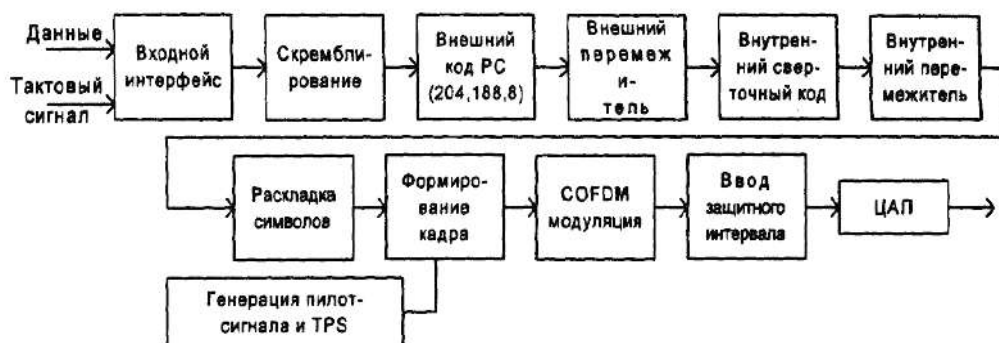 Данные
Тактовый
сигнал
Входной
интерфейс
Скрембли-
рование
Внешний
код РС
(204,188,8)
Внешний
перемеж
и-
тель
Внутрен-
ний свер-
точный код
Внутрен-
ний пере-
межитель
Раскладка
символов
Формиро-
вание
кадра
COFDM
модуляция
Ввод
защитного
интервала
ЦАП
Генерация пилот-
сигнала и TPS